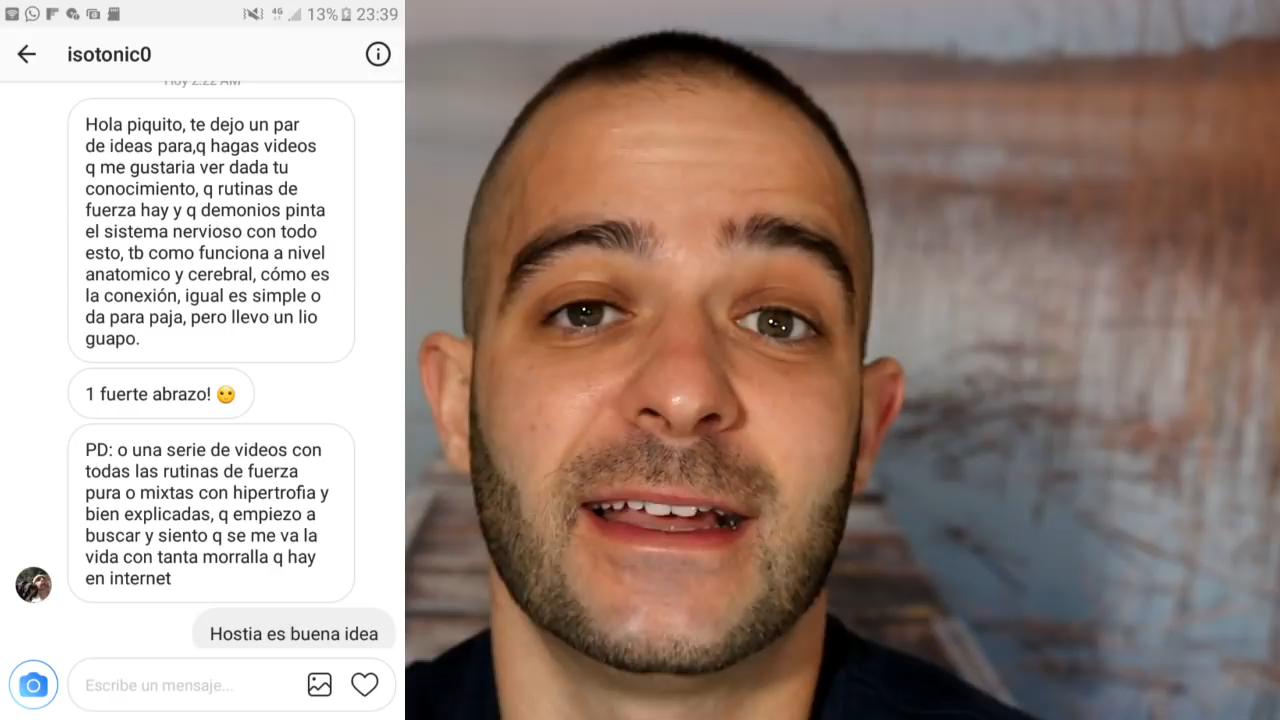 4G 13% 23:39
isotonic0
Hoy 2:22 AM
Hola piquito, te dejo un par
de ideas para,q hagas videos
q me gustaria ver dada tu
conocimiento, q rutinas de
fuerza hay y q demonios pinta
el sistema nervioso con todo
esto, tb como funciona a nivel
anatomico y cerebral, cómo es
la conexión, igual es simple o
da para paja, pero llevo un lio
guapo.
1 fuerte abrazo!
PD: o una serie de videos con
todas las rutinas de fuerza
pura o mixtas con hipertrofia y
bien explicadas, q empiezo a
buscar y siento q se me va la
vida con tanta morralla q hay
en internet
Hostia es buena idea
Escribe un mensaje...